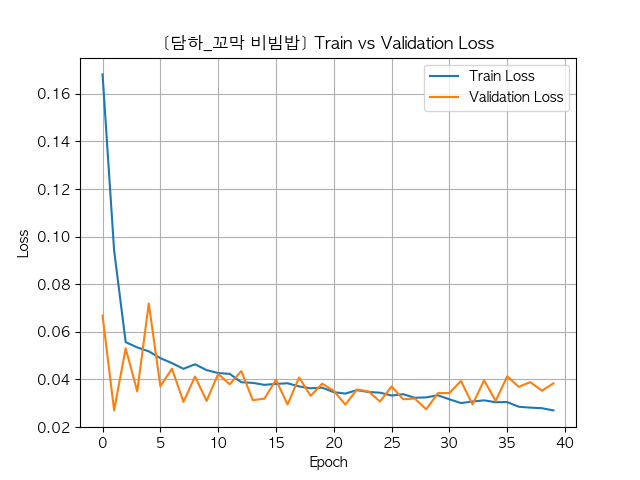 [담하_꼬막 비빔밥] Train vs Validation Loss
Train Loss
Validation Loss
0.16
0.14
0.12
0.10
0.08
0.06
0.04
0.02
Loss
0 5 10 15 20 25 30 35 40
Epoch